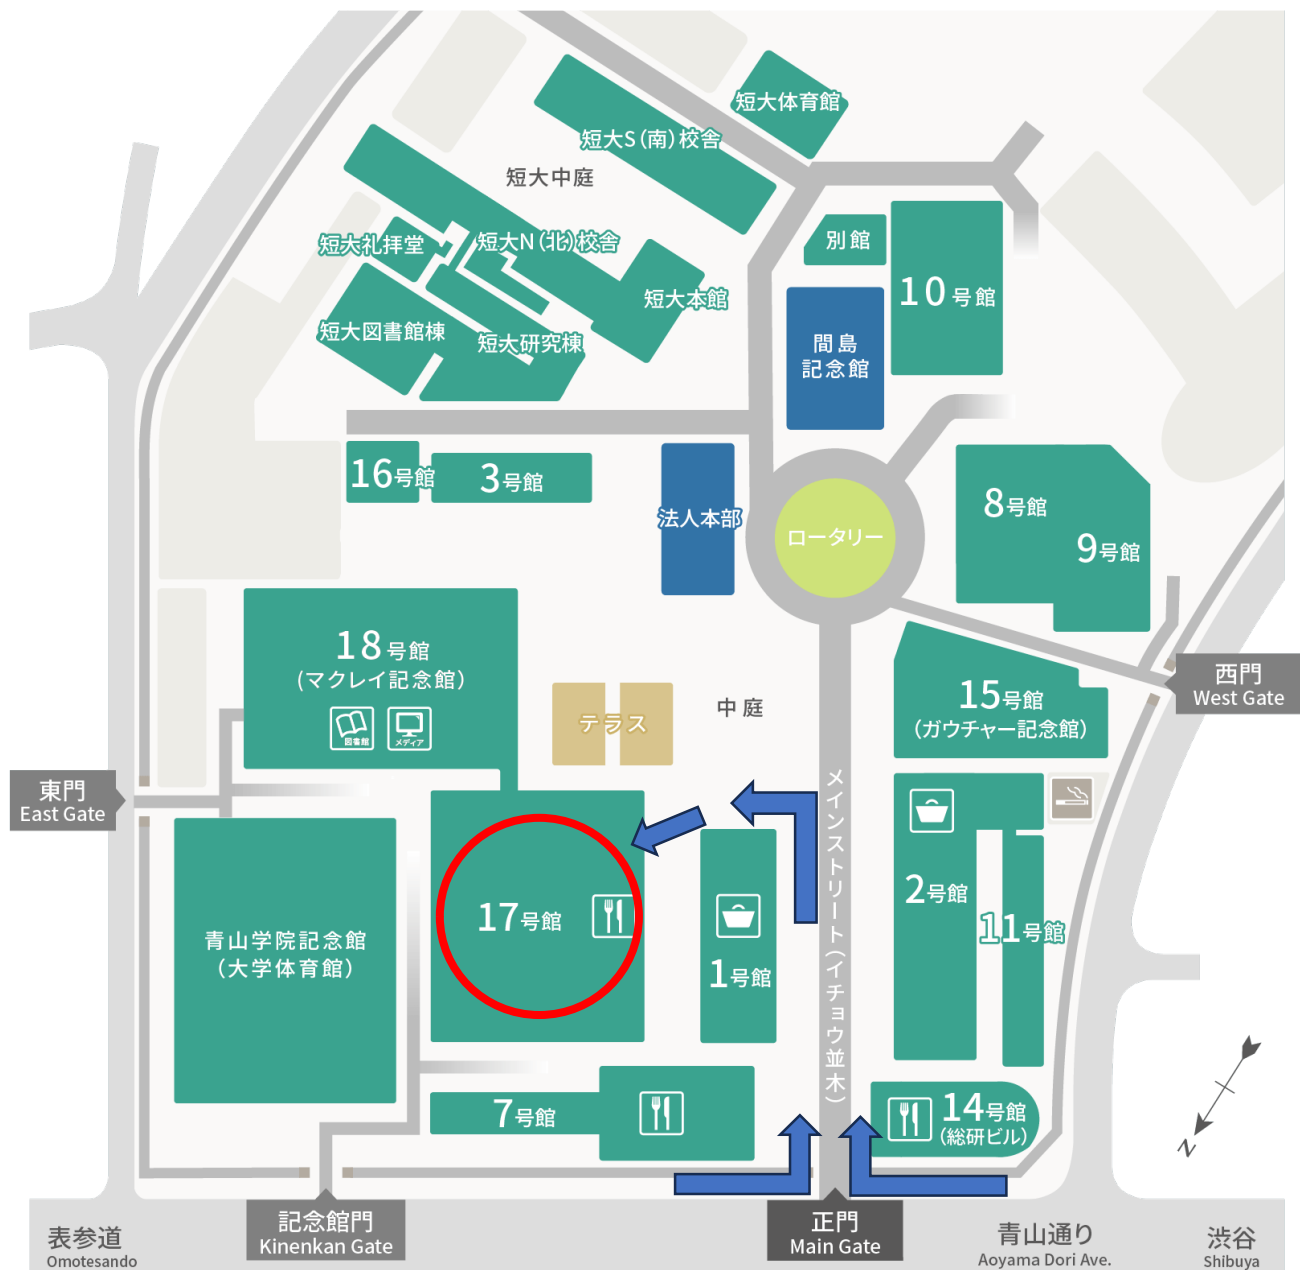 短大体育館
短大S（南）校舎
短大中庭
別館
短大礼拝堂
短大N（北）校舎
10号館
短大本館
短大図書館棟
短大研究棟
間島
記念館
16号館
3号館
法人本部
ロータリー
8号館
9号館
18号館
（マクレイ記念館）
図書館
メディア
テラス
中庭
15号館
（ガウチャー記念館）
西門
West Gate
東門
East Gate
メインストリート（イチョウ並木）
2号館
11号館
17号館
1号館
青山学院記念館
（大学体育館）
7号館
14号館
（総研ビル）
N
表参道
Omotesando
記念館門
Kinenkan Gate
正門
Main Gate
青山通り
Aoyama Dori Ave.
渋谷
Shibuya